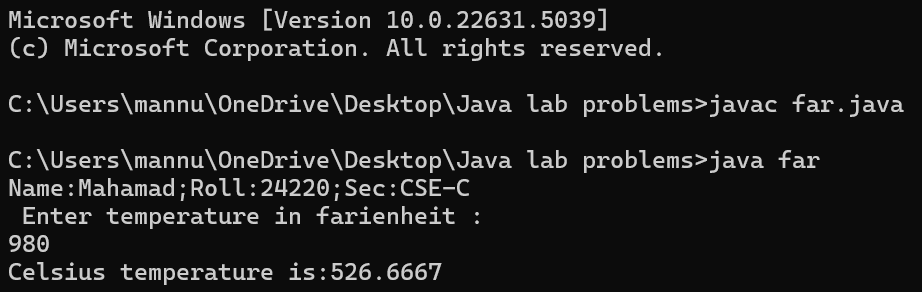 Microsoft Windows [Version 10.0.22631.5039]
(c) Microsoft Corporation. All rights reserved.
C:\Users\mannu\OneDrive\Desktop\Java lab problems>javac far.java
C:\Users\mannu\OneDrive\Desktop\Java lab problems>java far
Name:Mahamad;Roll:24220;Sec:CSE-C
Enter temperature in farienheit :
980
Celsius temperature is:526.6667